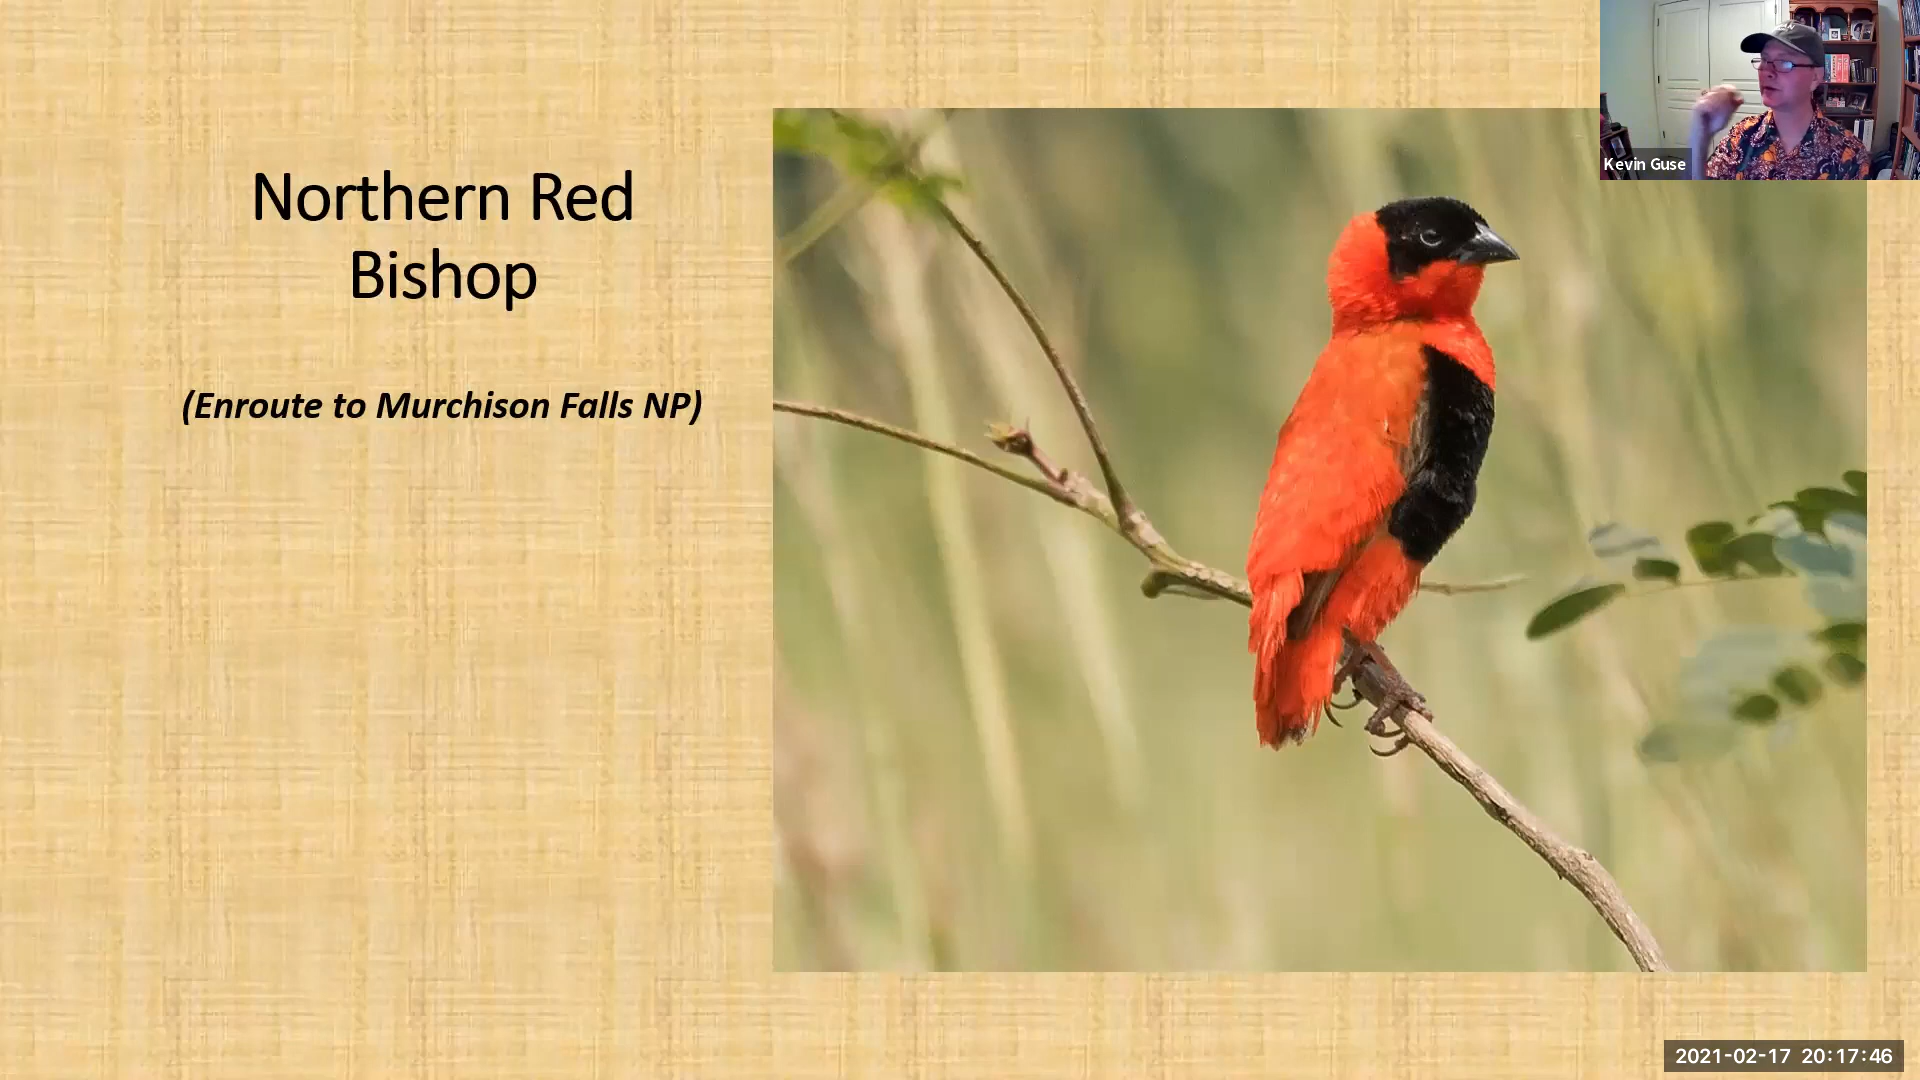 Northern Red
Bishop
(Enroute to Murchison Falls NP)
Kevin Guse
2021-02-17 20:17:46